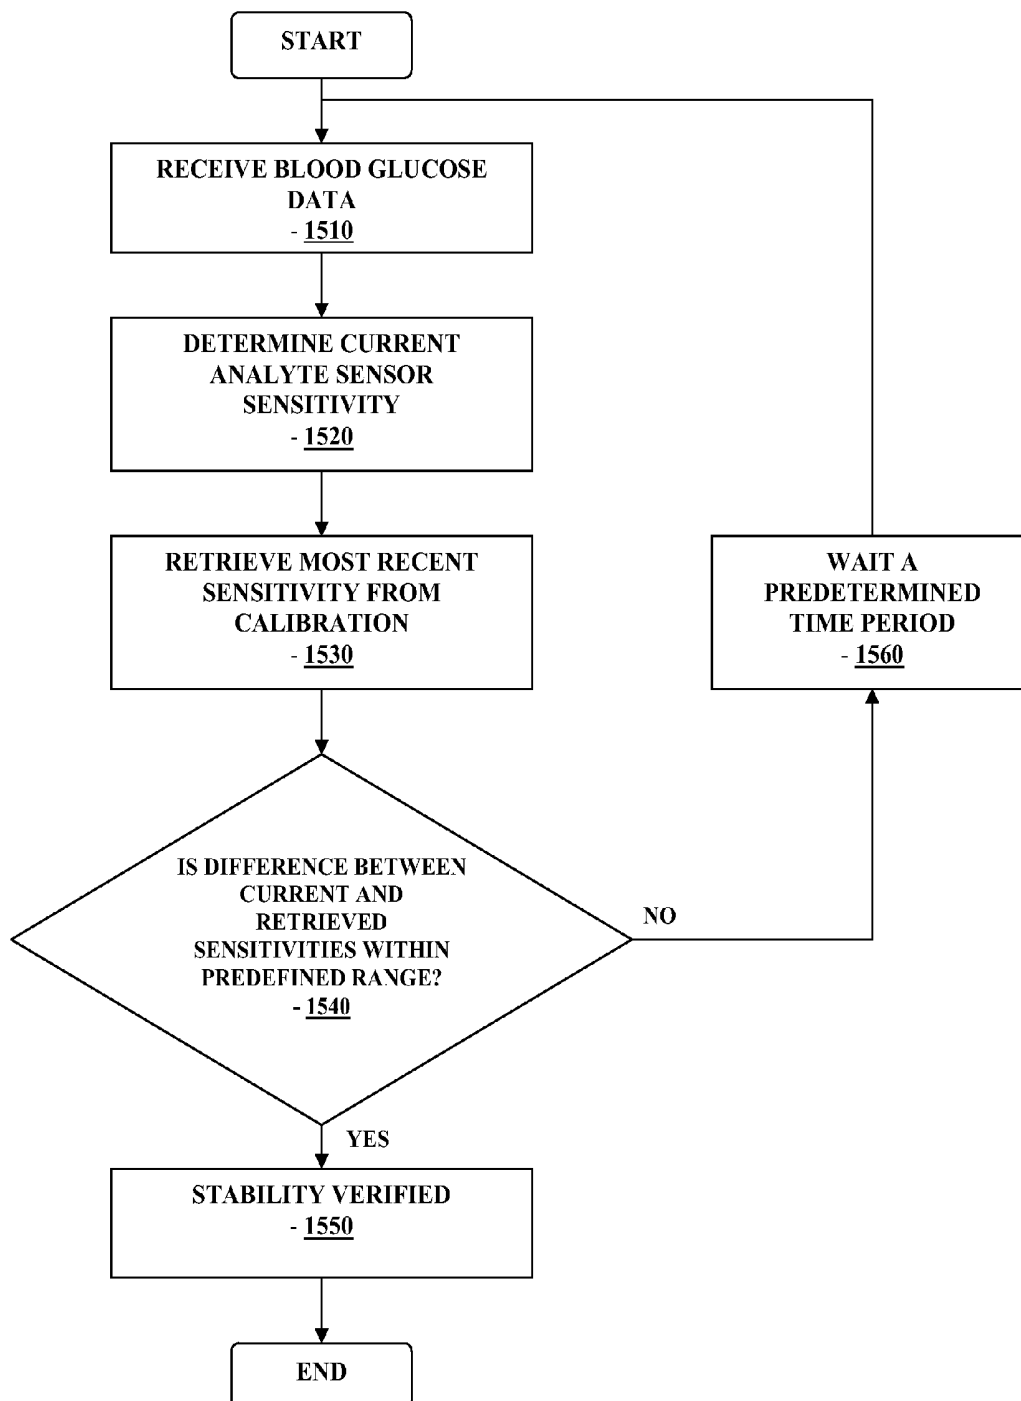 START
RECEIVE BLOOD GLUCOSE
DATA
- 1510
DETERMINE CURRENT
ANALYTE SENSOR
SENSITIVITY
- 1520
RETRIEVE MOST RECENT
SENSITIVITY FROM
CALIBRATION
- 1530
WAIT A
PREDETERMINED
TIME PERIOD
- 1560
IS DIFFERENCE BETWEEN
CURRENT AND
RETRIEVED
SENSITIVITIES WITHIN
PREDEFINED RANGE?
- 1540
NO
YES
STABILITY VERIFIED
- 1550
END